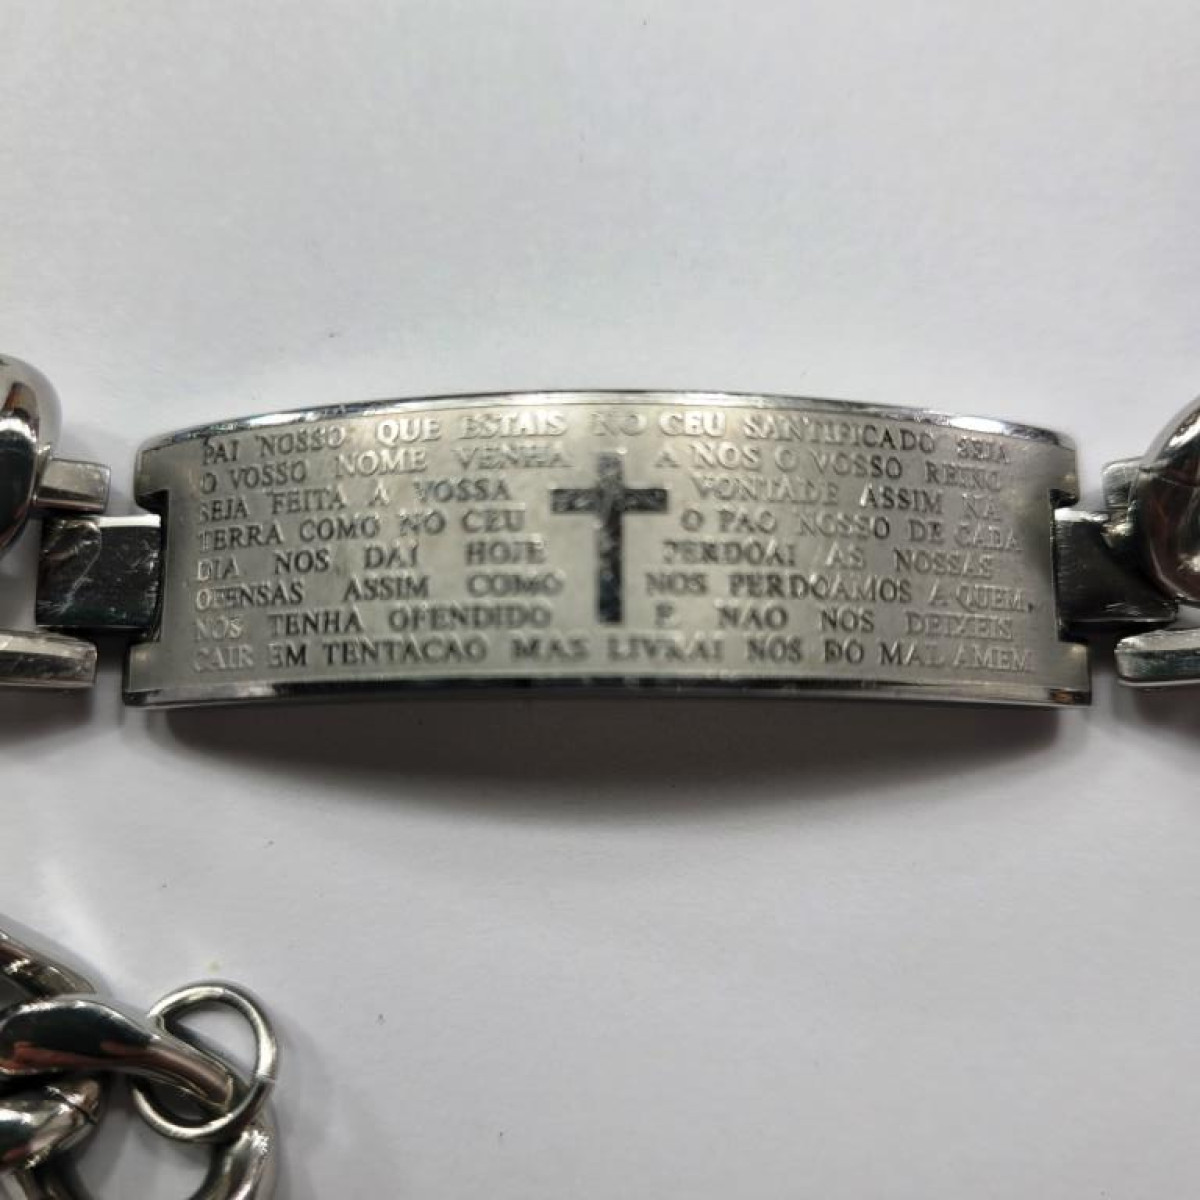 PAI NOSSO QUE ESTAIS NO CEU SANTIFICADO SEJA
O VOSSO NOME VENHA A NOS O VOSSO REINO
SEJA FEITA A VOSSA VONTADE ASSIM NA
TERRA COMO NO CEU O PAO NOSSO DE CADA
DIA NOS DAI HOJE PERDOAI AS NOSSAS
OFENSAS ASSIM COMO NOS PERDOAMOS A QUEM
NOS TENHA OFENDIDO E NAO NOS DEIXEIS
CAIR EM TENTACAO MAS LIVRAI NOS DO MAL AMEM